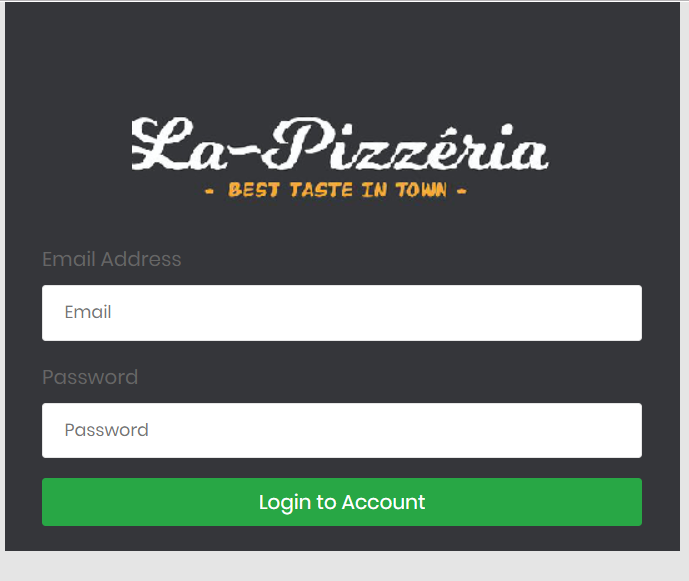 La-Pizzéria
- BEST TASTE IN TOWN -
Email Address
Email
Password
Password
Login to Account